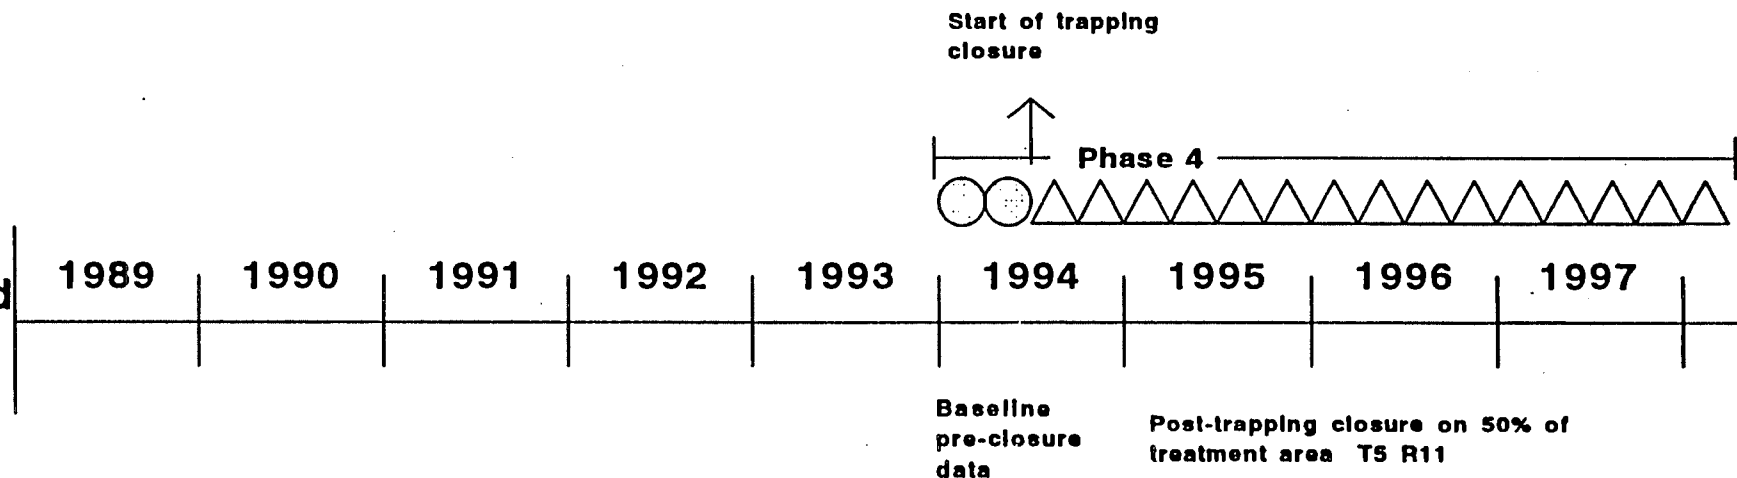 Start of trapping
closure
Phase 4
1989 1990 1991 1992 1993 1994 1995 1996 1997
Baseline
pre-closure
data
Post-trapping closure on 50% of
treatment area T5 R11